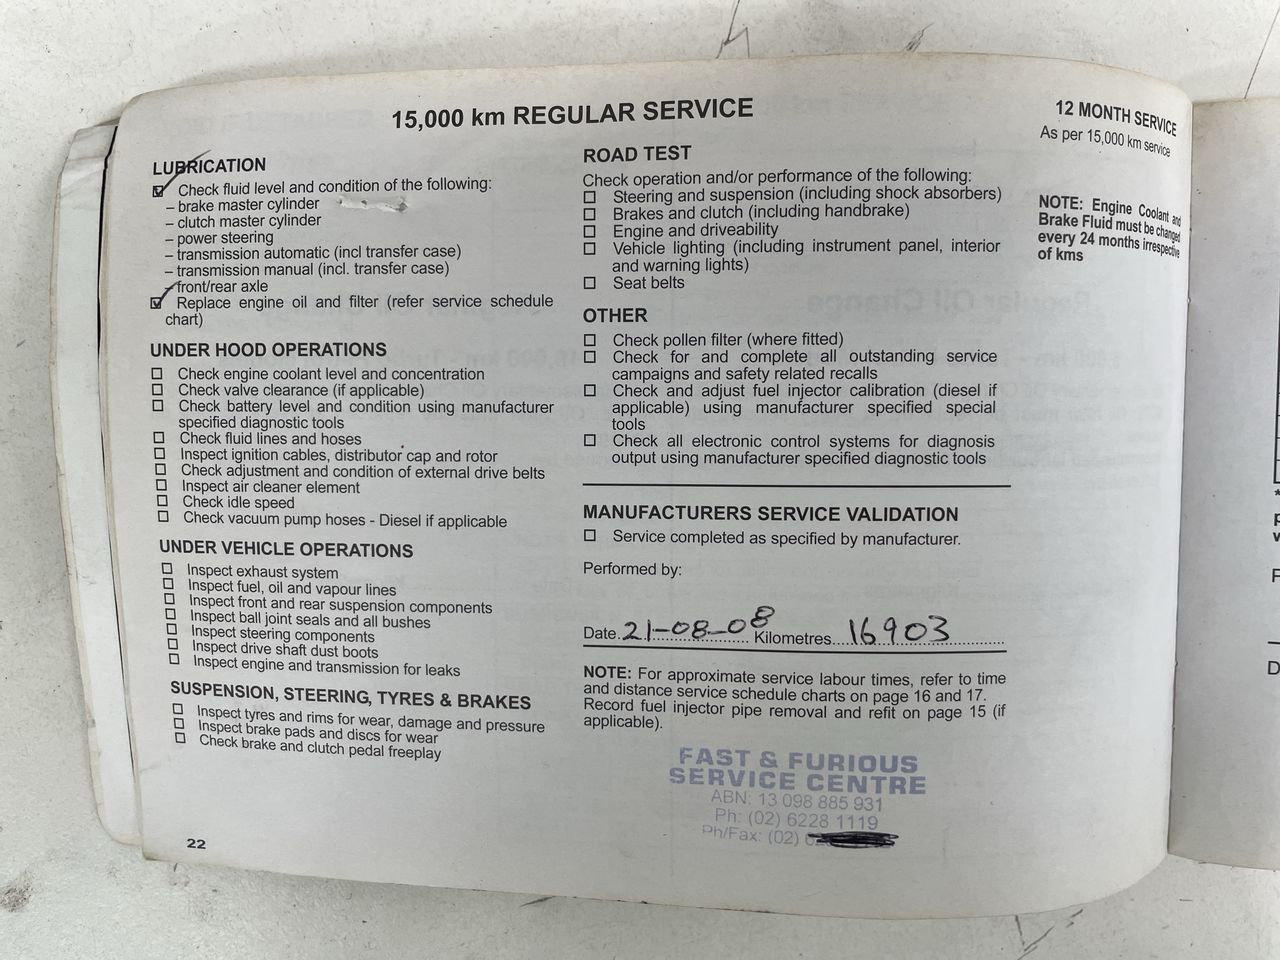 15,000 km REGULAR SERVICE
LUBRICATION
Check fluid level and condition of the following:
– brake master cylinder
– clutch master cylinder
– power steering
– transmission automatic (incl transfer case)
– transmission manual (incl. transfer case)
– front/rear axle
Replace engine oil and filter (refer service schedule
chart)
UNDER HOOD OPERATIONS
Check engine coolant level and concentration
Check valve clearance (if applicable)
Check battery level and condition using manufacturer
specified diagnostic tools
Check fluid lines and hoses
Inspect ignition cables, distributor cap and rotor
Check adjustment and condition of external drive belts
Inspect air cleaner element
Check idle speed
Check vacuum pump hoses - Diesel if applicable
UNDER VEHICLE OPERATIONS
Inspect exhaust system
Inspect fuel, oil and vapour lines
Inspect front and rear suspension components
Inspect ball joint seals and all bushes
Inspect steering components
Inspect drive shaft dust boots
Inspect engine and transmission for leaks
SUSPENSION, STEERING, TYRES & BRAKES
Inspect tyres and rims for wear, damage and pressure
Inspect brake pads and discs for wear
Check brake and clutch pedal freeplay
22
ROAD TEST
Check operation and/or performance of the following:
Steering and suspension (including shock absorbers)
Brakes and clutch (including handbrake)
Engine and driveability
Vehicle lighting (including instrument panel, interior
and warning lights)
Seat belts
OTHER
Check pollen filter (where fitted)
Check for and complete all outstanding service
campaigns and safety related recalls
Check and adjust fuel injector calibration (diesel if
applicable) using manufacturer specified special
tools
Check all electronic control systems for diagnosis
output using manufacturer specified diagnostic tools
MANUFACTURERS SERVICE VALIDATION
Service completed as specified by manufacturer.
Performed by:
Date. 21-08-08 Kilometres 16903
NOTE: For approximate service labour times, refer to time
and distance service schedule charts on page 16 and 17.
Record fuel injector pipe removal and refit on page 15 (if
applicable).
FAST & FURIOUS
SERVICE CENTRE
ABN: 13 098 885 931
Ph: (02) 6228 1119
Ph/Fax: (02)
12 MONTH SERVICE
As per 15,000 km service
NOTE: Engine Coolant and
Brake Fluid must be changed
every 24 months irrespective
of kms